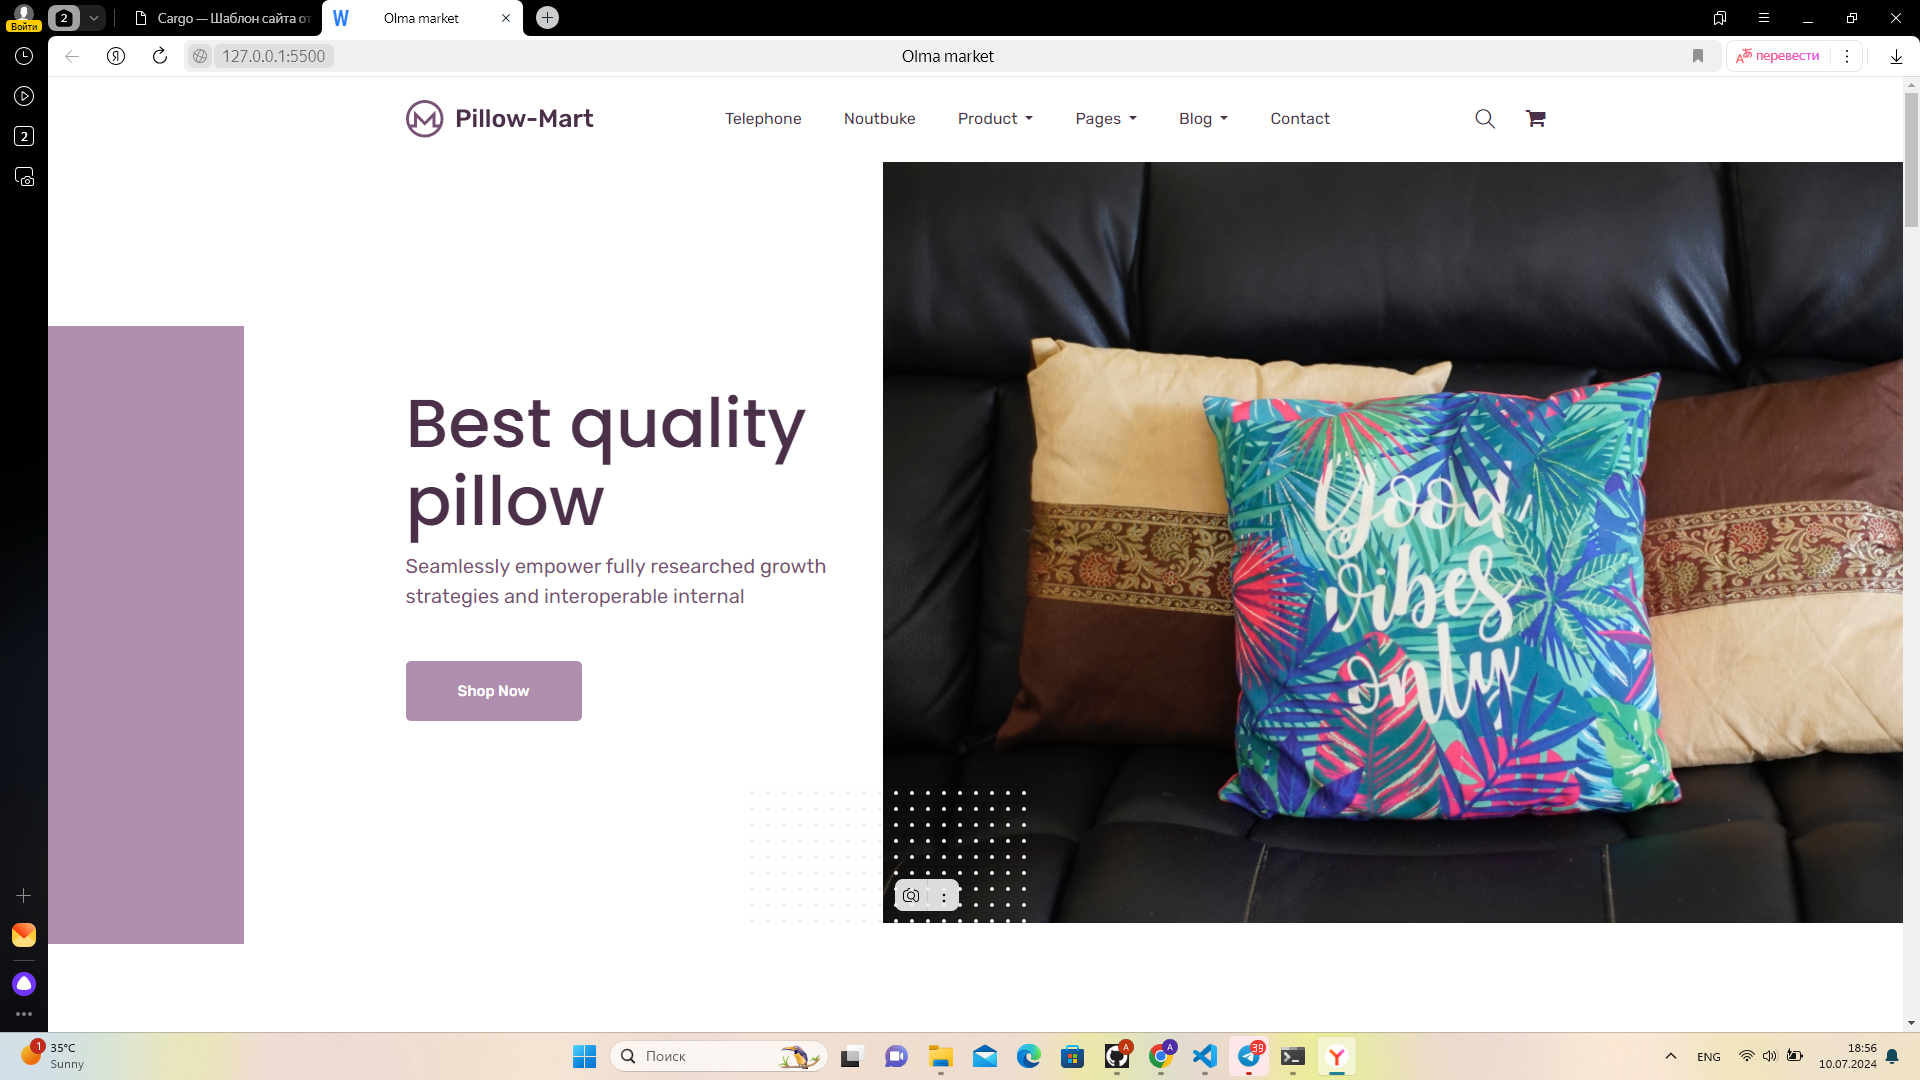 2
Cargo — Шаблон сайта от
Olma market
Войти
127.0.0.1:5500
Olma market
перевести
2
Pillow-Mart
Telephone
Noutbuke
Product
Pages
Blog
Contact
Best quality
pillow
Seamlessly empower fully researched growth
strategies and interoperable internal
Shop Now
Good
vibes
only
1
35°C
Sunny
Поиск
A
A
39
ENG
18:56
10.07.2024